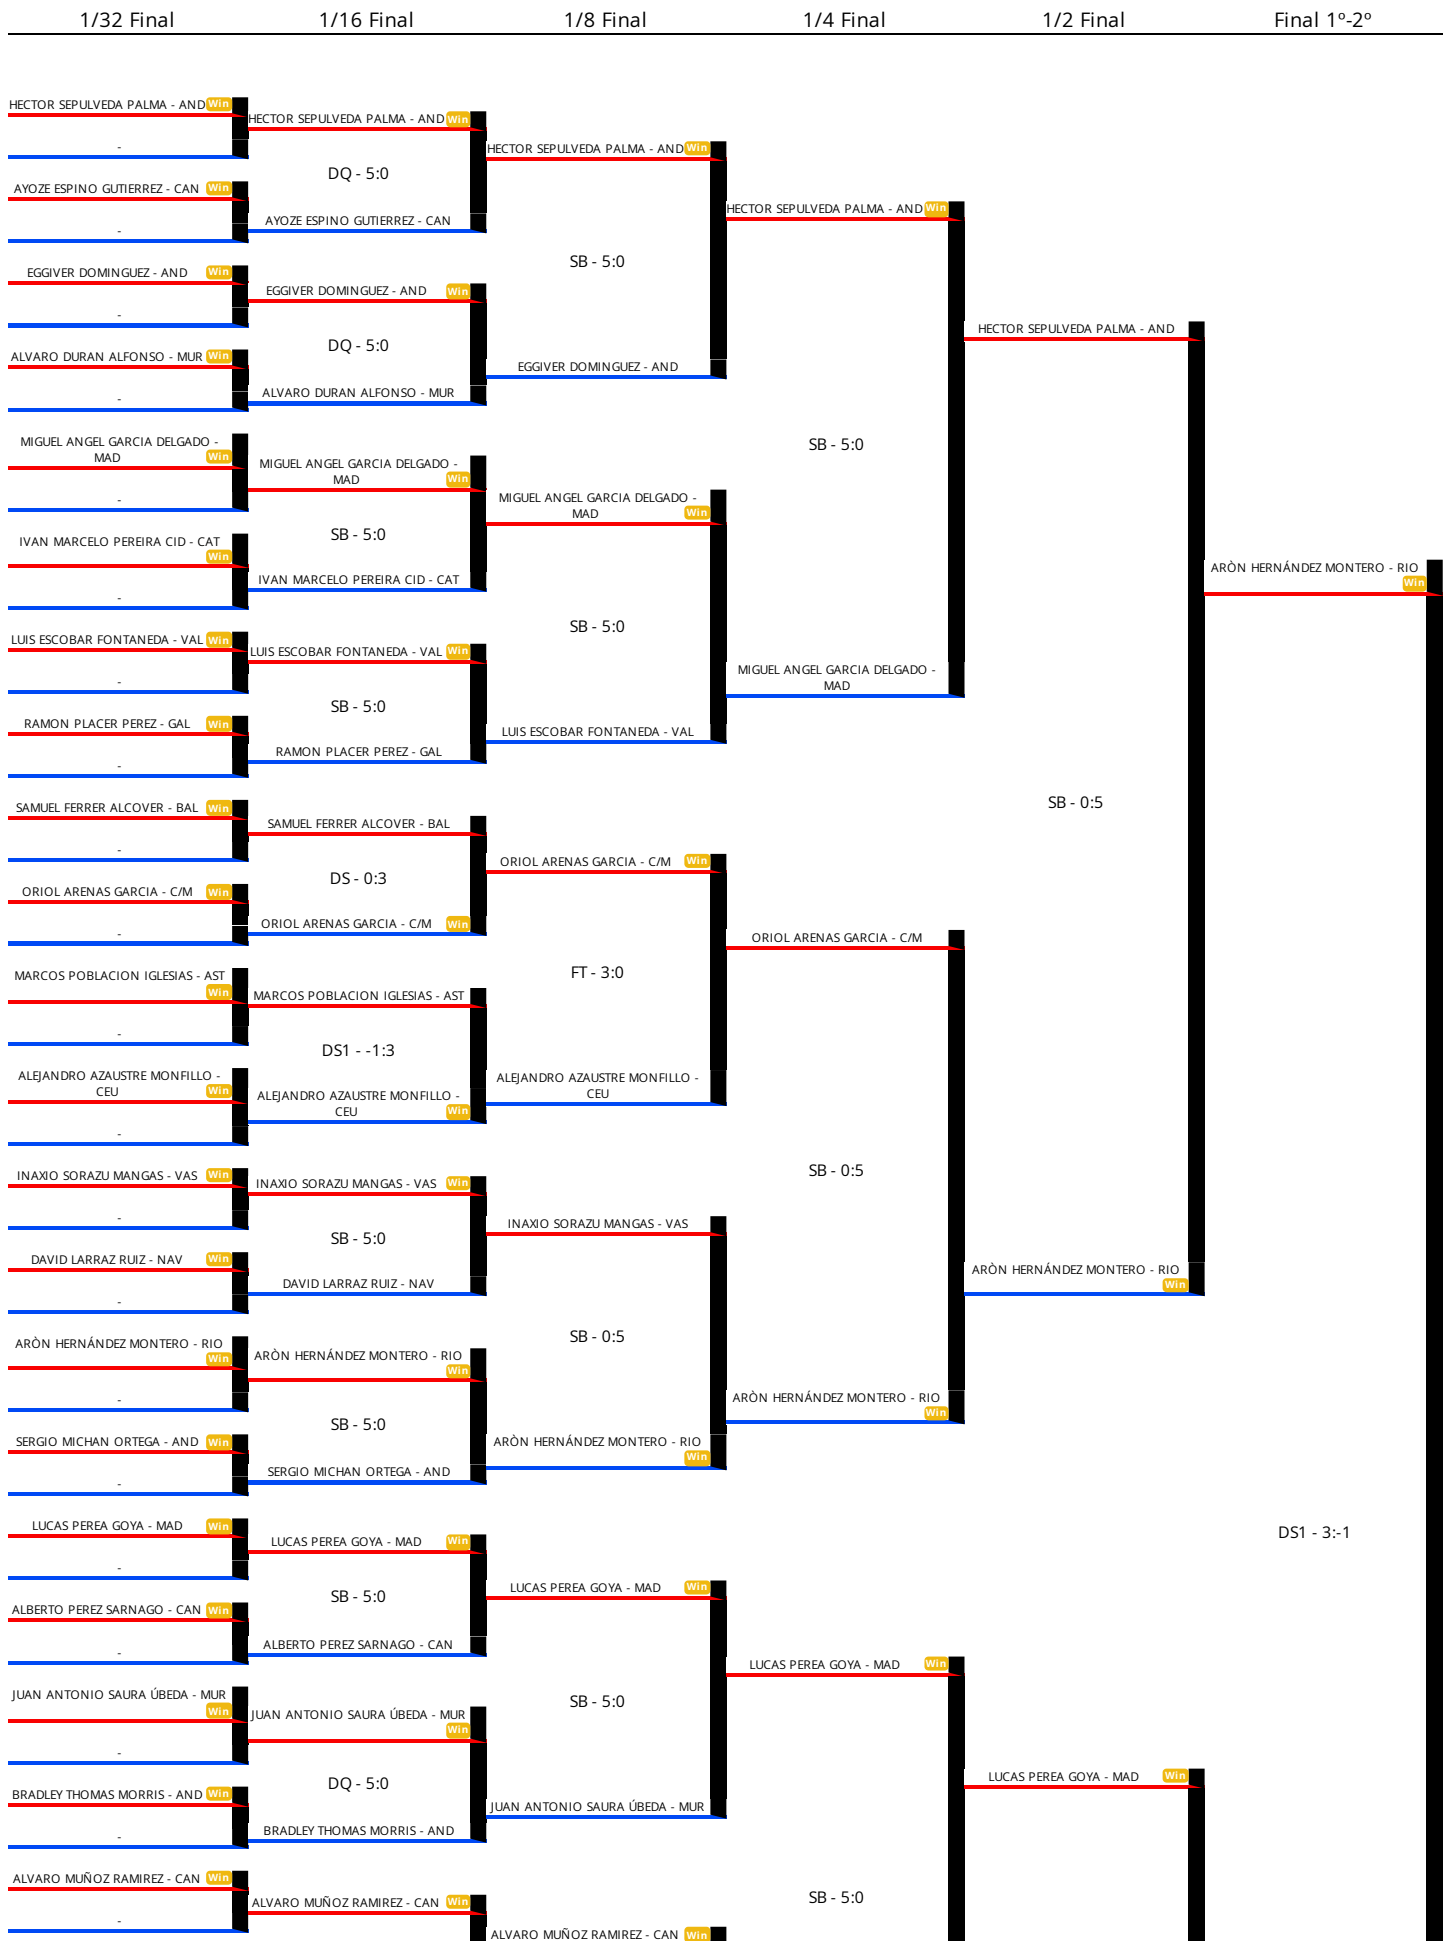 1/32 Final
1/16 Final
1/8 Final
1/4 Final
1/2 Final
Final 1º-2º
HECTOR SEPULVEDA PALMA - AND Win
-
AYOZE ESPINO GUTIERREZ - CAN Win
-
EGGIVER DOMINGUEZ - AND Win
-
ALVARO DURAN ALFONSO - MUR Win
-
MIGUEL ANGEL GARCIA DELGADO -
MAD Win
-
IVAN MARCELO PEREIRA CID - CAT
Win
-
LUIS ESCOBAR FONTANEDA - VAL Win
-
RAMON PLACER PEREZ - GAL Win
-
SAMUEL FERRER ALCOVER - BAL Win
-
ORIOL ARENAS GARCIA - C/M Win
-
MARCOS POBLACION IGLESIAS - AST
Win
-
ALEJANDRO AZAUSTRE MONFILLO -
CEU Win
-
INAXIO SORAZU MANGAS - VAS Win
-
DAVID LARRAZ RUIZ - NAV Win
-
ARÒN HERNÁNDEZ MONTERO - RIO
Win
-
SERGIO MICHAN ORTEGA - AND Win
-
LUCAS PEREA GOYA - MAD Win
-
ALBERTO PEREZ SARNAGO - CAN Win
-
JUAN ANTONIO SAURA ÚBEDA - MUR
Win
-
BRADLEY THOMAS MORRIS - AND Win
-
ALVARO MUÑOZ RAMIREZ - CAN Win
-
HECTOR SEPULVEDA PALMA - AND Win
DQ - 5:0
AYOZE ESPINO GUTIERREZ - CAN
EGGIVER DOMINGUEZ - AND Win
DQ - 5:0
ALVARO DURAN ALFONSO - MUR
MIGUEL ANGEL GARCIA DELGADO -
MAD Win
SB - 5:0
IVAN MARCELO PEREIRA CID - CAT
LUIS ESCOBAR FONTANEDA - VAL Win
SB - 5:0
RAMON PLACER PEREZ - GAL
SAMUEL FERRER ALCOVER - BAL
DS - 0:3
ORIOL ARENAS GARCIA - C/M Win
MARCOS POBLACION IGLESIAS - AST
DS1 - -1:3
ALEJANDRO AZAUSTRE MONFILLO -
CEU Win
INAXIO SORAZU MANGAS - VAS Win
SB - 5:0
DAVID LARRAZ RUIZ - NAV
ARÒN HERNÁNDEZ MONTERO - RIO
Win
SB - 5:0
SERGIO MICHAN ORTEGA - AND
LUCAS PEREA GOYA - MAD Win
SB - 5:0
ALBERTO PEREZ SARNAGO - CAN
JUAN ANTONIO SAURA ÚBEDA - MUR
Win
DQ - 5:0
BRADLEY THOMAS MORRIS - AND
ALVARO MUÑOZ RAMIREZ - CAN Win
HECTOR SEPULVEDA PALMA - AND Win
SB - 5:0
EGGIVER DOMINGUEZ - AND
MIGUEL ANGEL GARCIA DELGADO -
MAD Win
SB - 5:0
LUIS ESCOBAR FONTANEDA - VAL
ORIOL ARENAS GARCIA - C/M Win
FT - 3:0
ALEJANDRO AZAUSTRE MONFILLO -
CEU
INAXIO SORAZU MANGAS - VAS
SB - 0:5
ARÒN HERNÁNDEZ MONTERO - RIO
Win
LUCAS PEREA GOYA - MAD Win
SB - 5:0
JUAN ANTONIO SAURA ÚBEDA - MUR
ALVARO MUÑOZ RAMIREZ - CAN Win
HECTOR SEPULVEDA PALMA - AND Win
SB - 5:0
MIGUEL ANGEL GARCIA DELGADO -
MAD
ORIOL ARENAS GARCIA - C/M
SB - 0:5
ARÒN HERNÁNDEZ MONTERO - RIO
Win
LUCAS PEREA GOYA - MAD Win
SB - 5:0
HECTOR SEPULVEDA PALMA - AND
SB - 0:5
ARÒN HERNÁNDEZ MONTERO - RIO
Win
LUCAS PEREA GOYA - MAD Win
ARÒN HERNÁNDEZ MONTERO - RIO
Win
DS1 - 3:-1